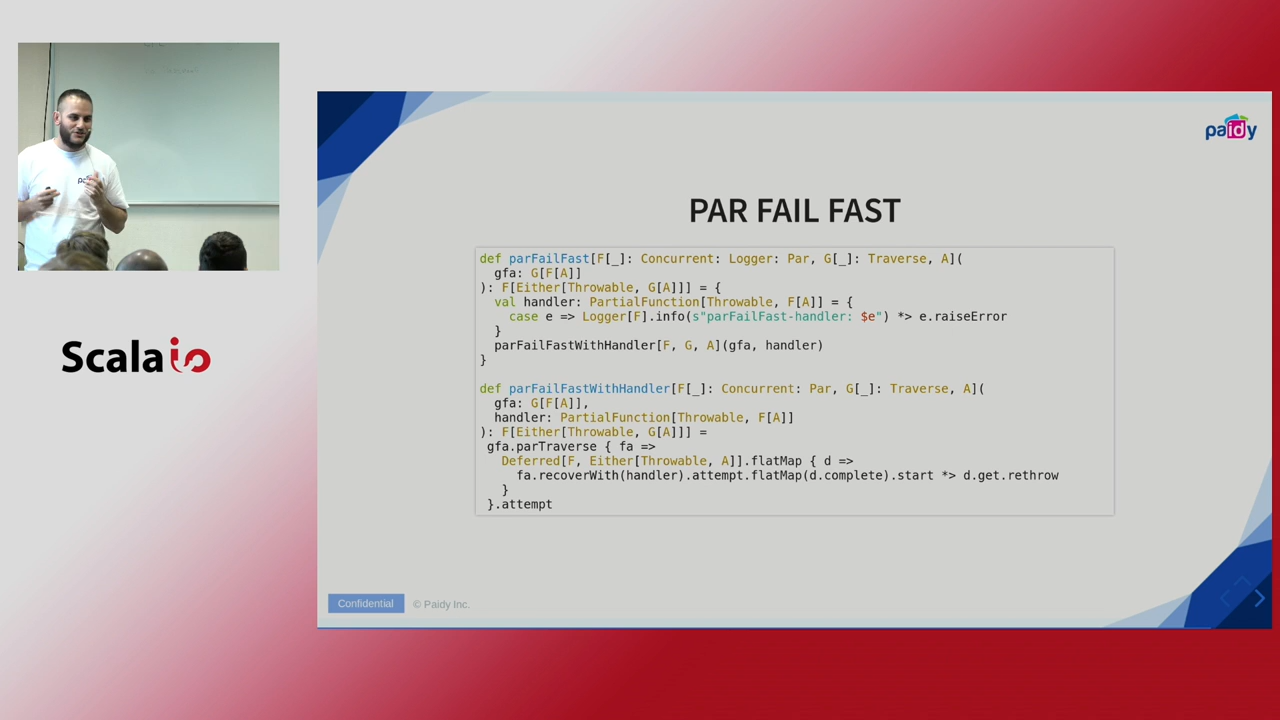 paidy
PAR FAIL FAST
def parFailFast[F[_]: Concurrent: Logger: Par, G[_]: Traverse, A](
  gfa: G[F[A]]
): F[Either[Throwable, G[A]]] = {
  val handler: PartialFunction[Throwable, F[A]] = {
    case e => Logger[F].info(s"parFailFast-handler: $e") *> e.raiseError
  }
  parFailFastWithHandler[F, G, A](gfa, handler)
}
def parFailFastWithHandler[F[_]: Concurrent: Par, G[_]: Traverse, A](
  gfa: G[F[A]],
  handler: PartialFunction[Throwable, F[A]]
): F[Either[Throwable, G[A]]] =
 gfa.parTraverse { fa =>
   Deferred[F, Either[Throwable, A]].flatMap { d =>
     fa.recoverWith(handler).attempt.flatMap(d.complete).start *> d.get.rethrow
   }
 }.attempt
Scala io
Confidential
© Paidy Inc.